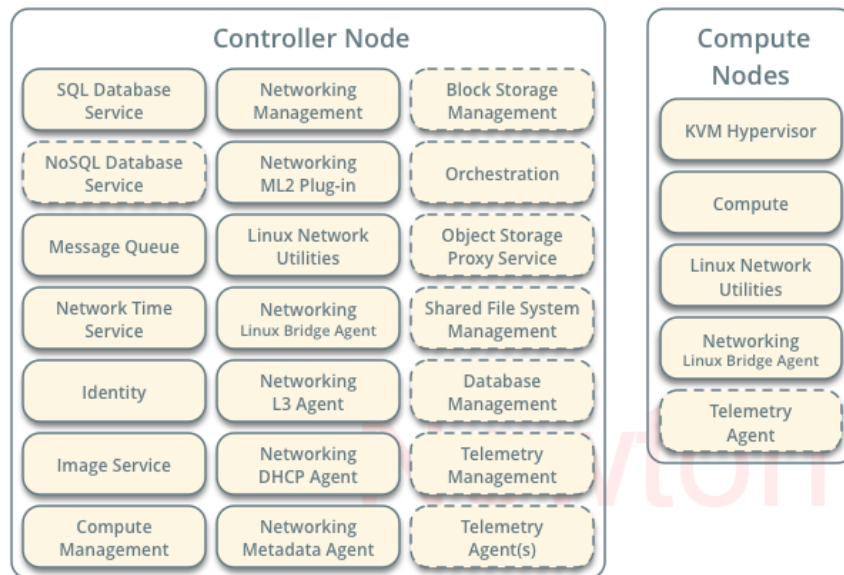 Controller Node
SQL Database
Service
Networking
Management
Block Storage
Management
NoSQL Database
Service
Networking
ML2 Plug-in
Orchestration
Message Queue
Linux Network
Utilities
Object Storage
Proxy Service
Network Time
Service
Networking
Linux Bridge Agent
Shared File System
Management
Identity
Networking
L3 Agent
Database
Management
Image Service
Networking
DHCP Agent
Telemetry
Management
Compute
Management
Networking
Metadata Agent
Telemetry
Agent(s)
Compute
Nodes
KVM Hypervisor
Compute
Linux Network
Utilities
Networking
Linux Bridge Agent
Telemetry
Agent